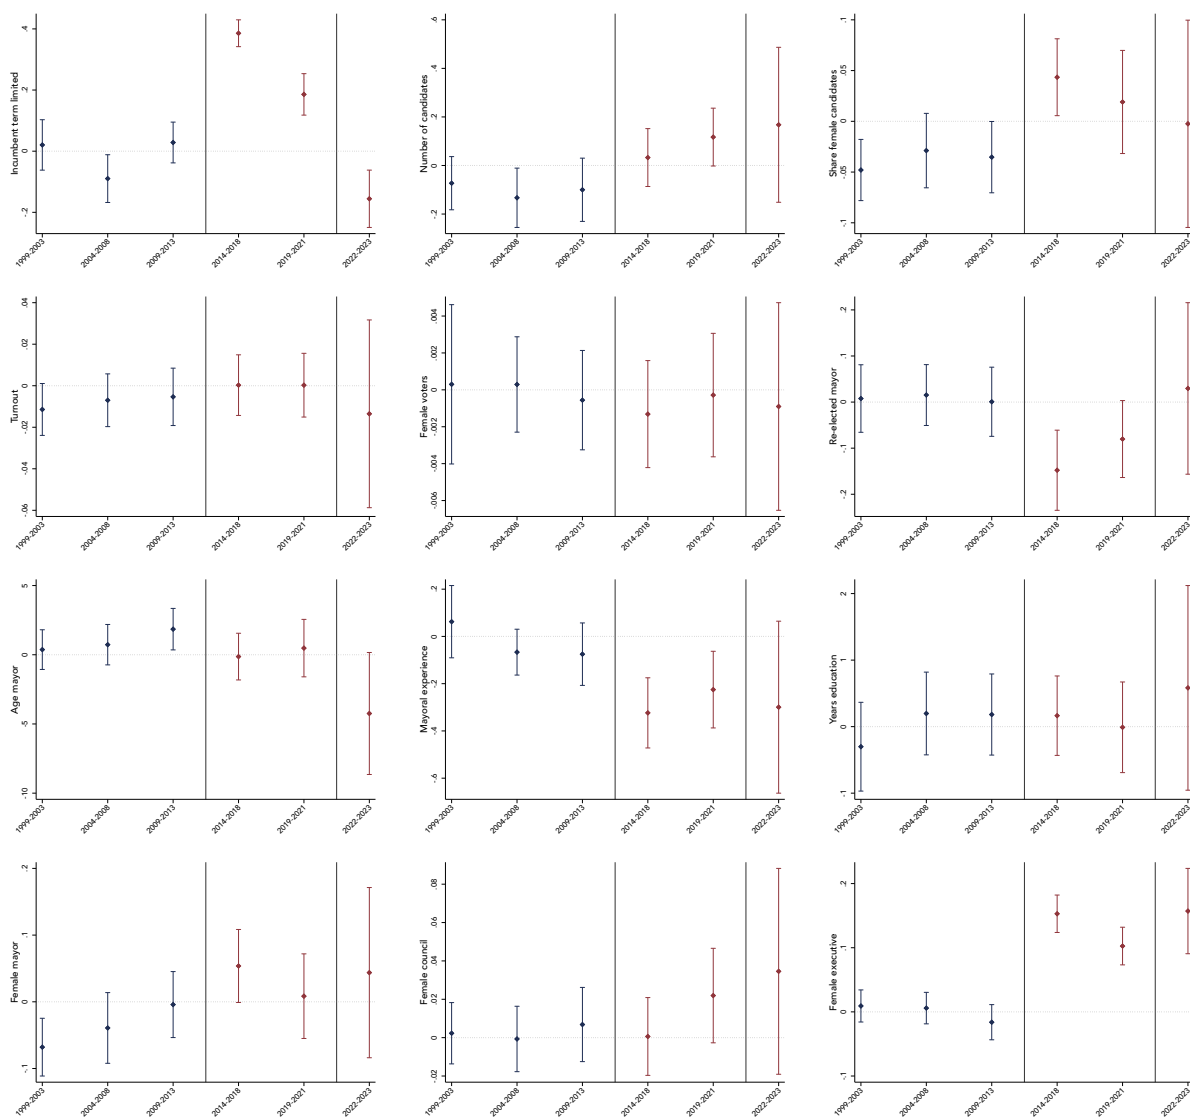 Incumbent term limited
-.2 0 .2 .4
1999-2003 2004-2008 2009-2013 2014-2018 2019-2021 2022-2023
Number of candidates
-.2 0 .2 .4 .6
1999-2003 2004-2008 2009-2013 2014-2018 2019-2021 2022-2023
Share female candidates
-.1 -.05 0 .05 .1
1999-2003 2004-2008 2009-2013 2014-2018 2019-2021 2022-2023
Turnout
-.06 -.04 -.02 0 .02 .04
1999-2003 2004-2008 2009-2013 2014-2018 2019-2021 2022-2023
Female voters
-.006 -.004 -.002 0 .002 .004
1999-2003 2004-2008 2009-2013 2014-2018 2019-2021 2022-2023
Re-elected mayor
-.2 -.1 0 .1 .2
1999-2003 2004-2008 2009-2013 2014-2018 2019-2021 2022-2023
Age mayor
-10 -5 0 5
1999-2003 2004-2008 2009-2013 2014-2018 2019-2021 2022-2023
Mayoral experience
-.6 -.4 -.2 0 .2
1999-2003 2004-2008 2009-2013 2014-2018 2019-2021 2022-2023
Years education
-1 0 1 2
1999-2003 2004-2008 2009-2013 2014-2018 2019-2021 2022-2023
Female mayor
-.1 0 .1 .2
1999-2003 2004-2008 2009-2013 2014-2018 2019-2021 2022-2023
Female council
-.02 0 .02 .04 .06 .08
1999-2003 2004-2008 2009-2013 2014-2018 2019-2021 2022-2023
Female executive
-.1 0 .1 .2
1999-2003 2004-2008 2009-2013 2014-2018 2019-2021 2022-2023